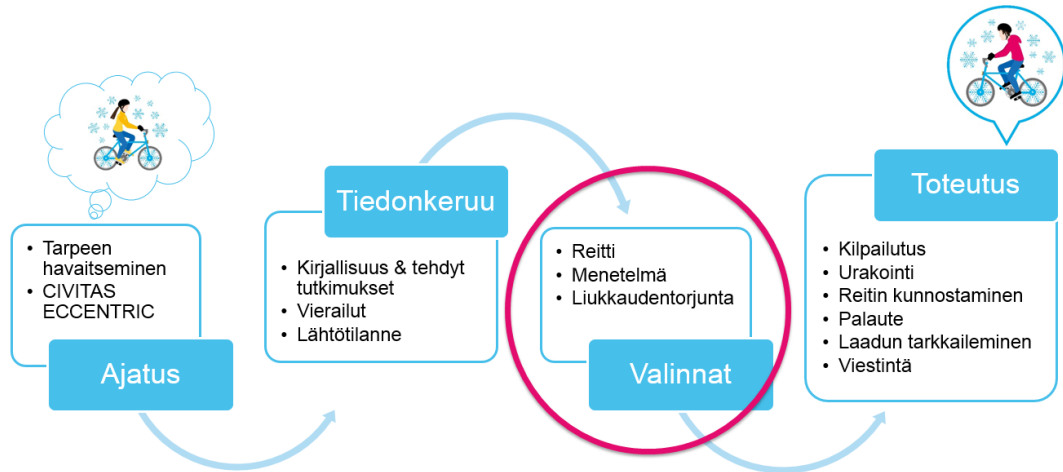 • Tarpeen
havaitseminen
• CIVITAS
ECCENTRIC
Ajatus
Tiedonkeruu
• Kirjallisuus & tehdyt
tutkimukset
• Vierailut
• Lähtötilanne
• Reitti
• Menetelmä
• Liukkaudentorjunta
Valinnat
Toteutus
• Kilpailutus
• Urakointi
• Reitin kunnostaminen
• Palaute
• Laadun tarkkaileminen
• Viestintä